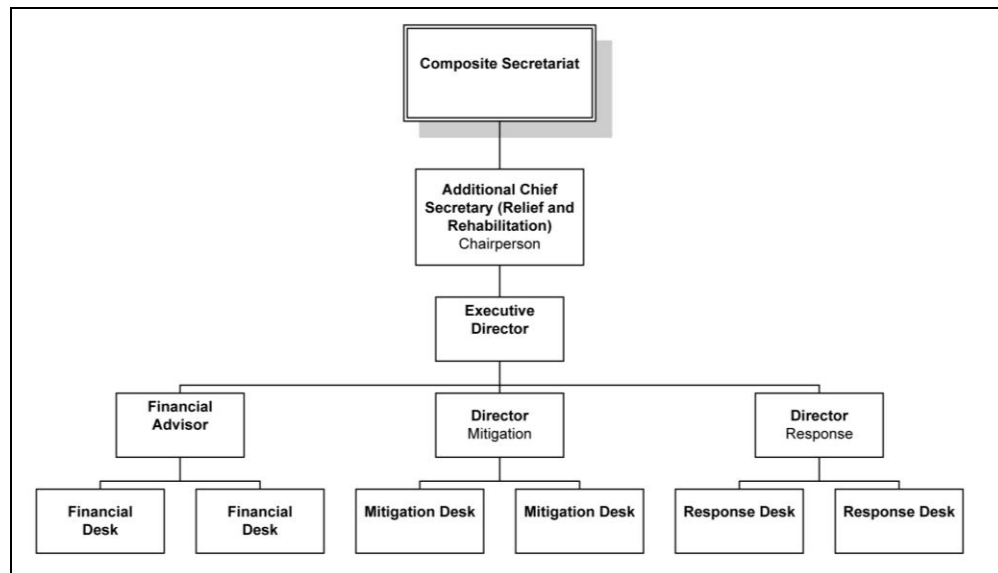 Composite Secretariat
Additional Chief
Secretary (Relief and
Rehabilitation)
Chairperson
Executive
Director
Financial
Advisor
Director
Mitigation
Director
Response
Financial
Desk
Financial
Desk
Mitigation Desk
Mitigation Desk
Response Desk
Response Desk